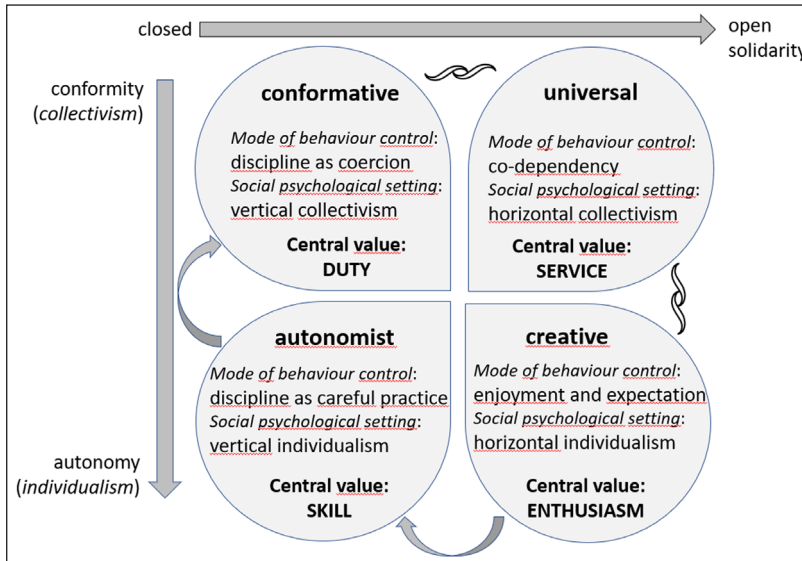 closed
open
solidarity
conformity
(collectivism)
conformative
Mode of behaviour control:
discipline as coercion
Social psychological setting:
vertical collectivism
Central value:
DUTY
universal
Mode of behaviour control:
co-dependency
Social psychological setting:
horizontal collectivism
Central value:
SERVICE
autonomist
Mode of behaviour control:
discipline as careful practice
Social psychological setting:
vertical individualism
Central value:
SKILL
creative
Mode of behaviour control:
enjoyment and expectation
Social psychological setting:
horizontal individualism
Central value:
ENTHUSIASM
autonomy
(individualism)